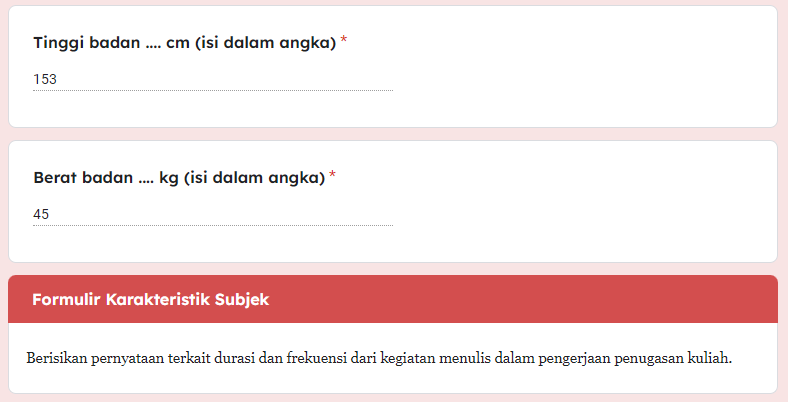 Tinggi badan .... cm (isi dalam angka) *
153
Berat badan .... kg (isi dalam angka) *
45
Formulir Karakteristik Subjek
Berisikan pernyataan terkait durasi dan frekuensi dari kegiatan menulis dalam pengerjaan penugasan kuliah.